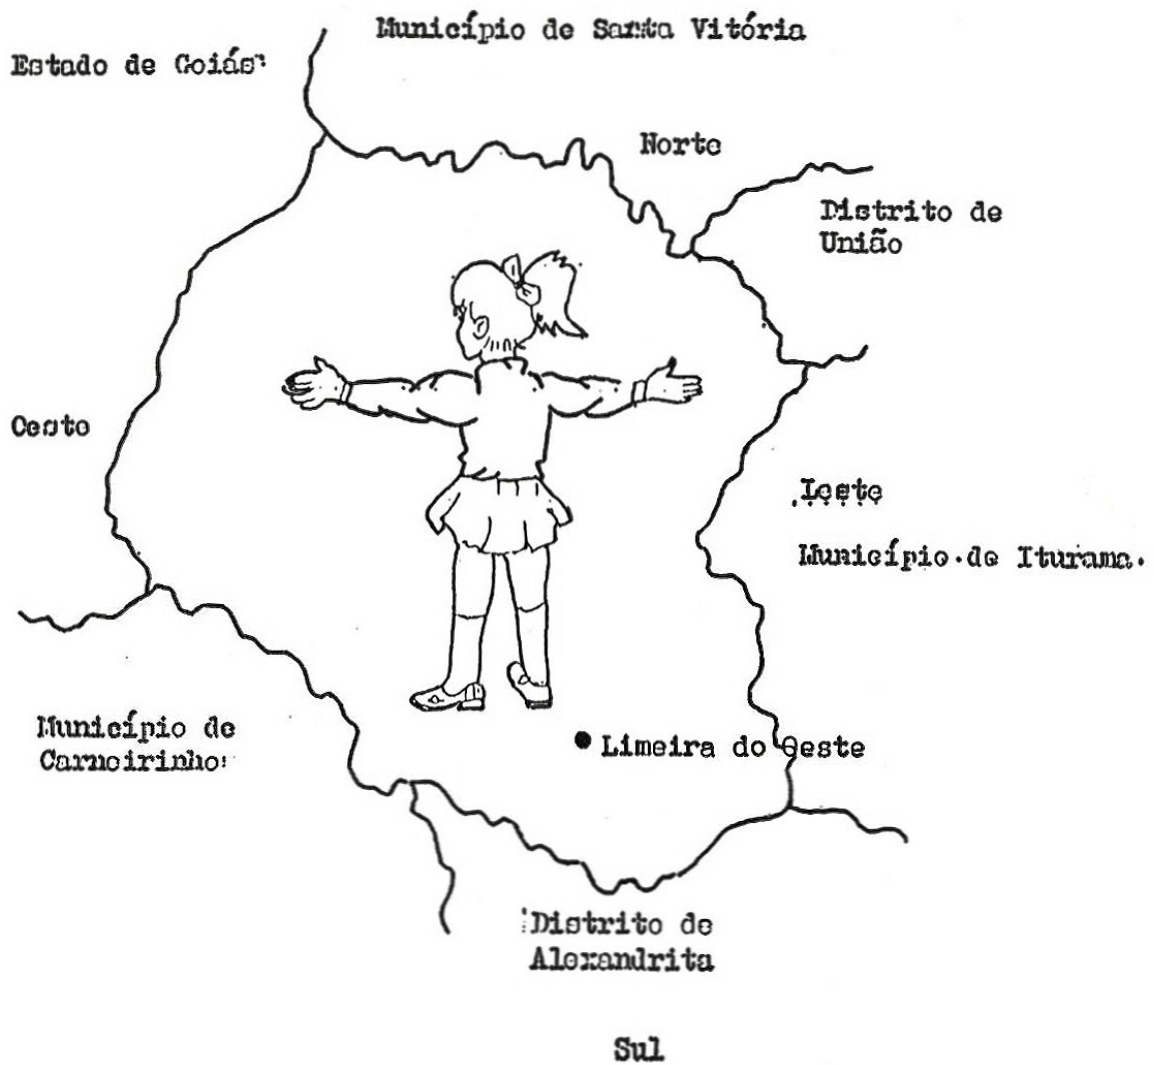 Município de Santa Vitória
Estado de Goiás
Norte
Distrito de
União
Oeste
Leste
Município de Iturama.
Município de
Carneirinho
Limeira do Oeste
Distrito de
Alexandrita
Sul